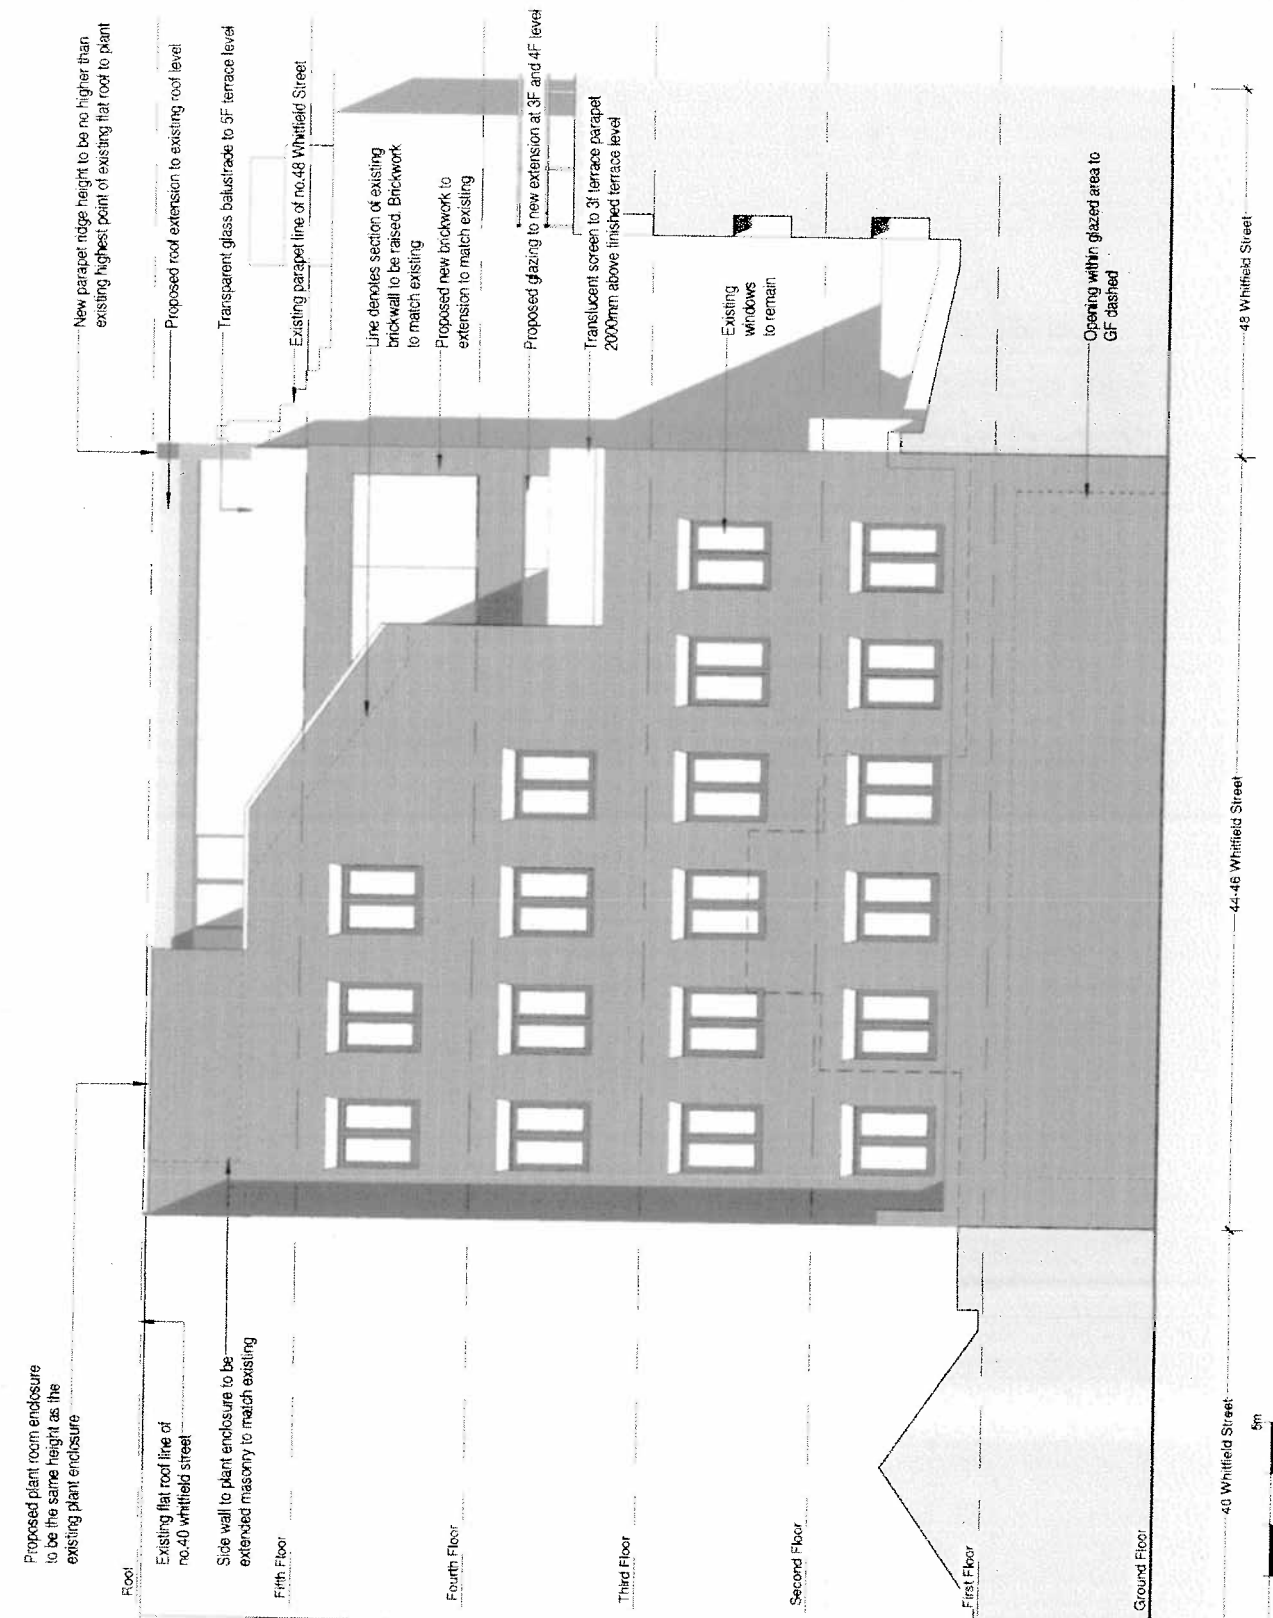 Proposed plant room enclosure
to be the same height as the
existing plant enclosure
Roof
Existing flat roof line of
no.40 whitfield street
Side wall to plant enclosure to be
extended masonry to match existing
Fifth Floor
Fourth Floor
Third Floor
Second Floor
First Floor
Ground Floor
New parapet ridge height to be no higher than
existing highest point of existing flat roof to plant
Proposed roof extension to existing roof level
Transparent glass balustrade to 5F terrace level
Existing parapet line of no.48 Whitfield Street
Line denotes section of existing
brickwall to be raised. Brickwork
to match existing
Proposed new brickwork to
extension to match existing
Proposed glazing to new extension at 3F and 4F level
Translucent screen to 3f terrace parapet
2000mm above finished terrace level
Existing
windows
to remain
Opening within glazed area to
GF dashed
40 Whitfield Street
44-46 Whitfield Street
48 Whitfield Street
5m